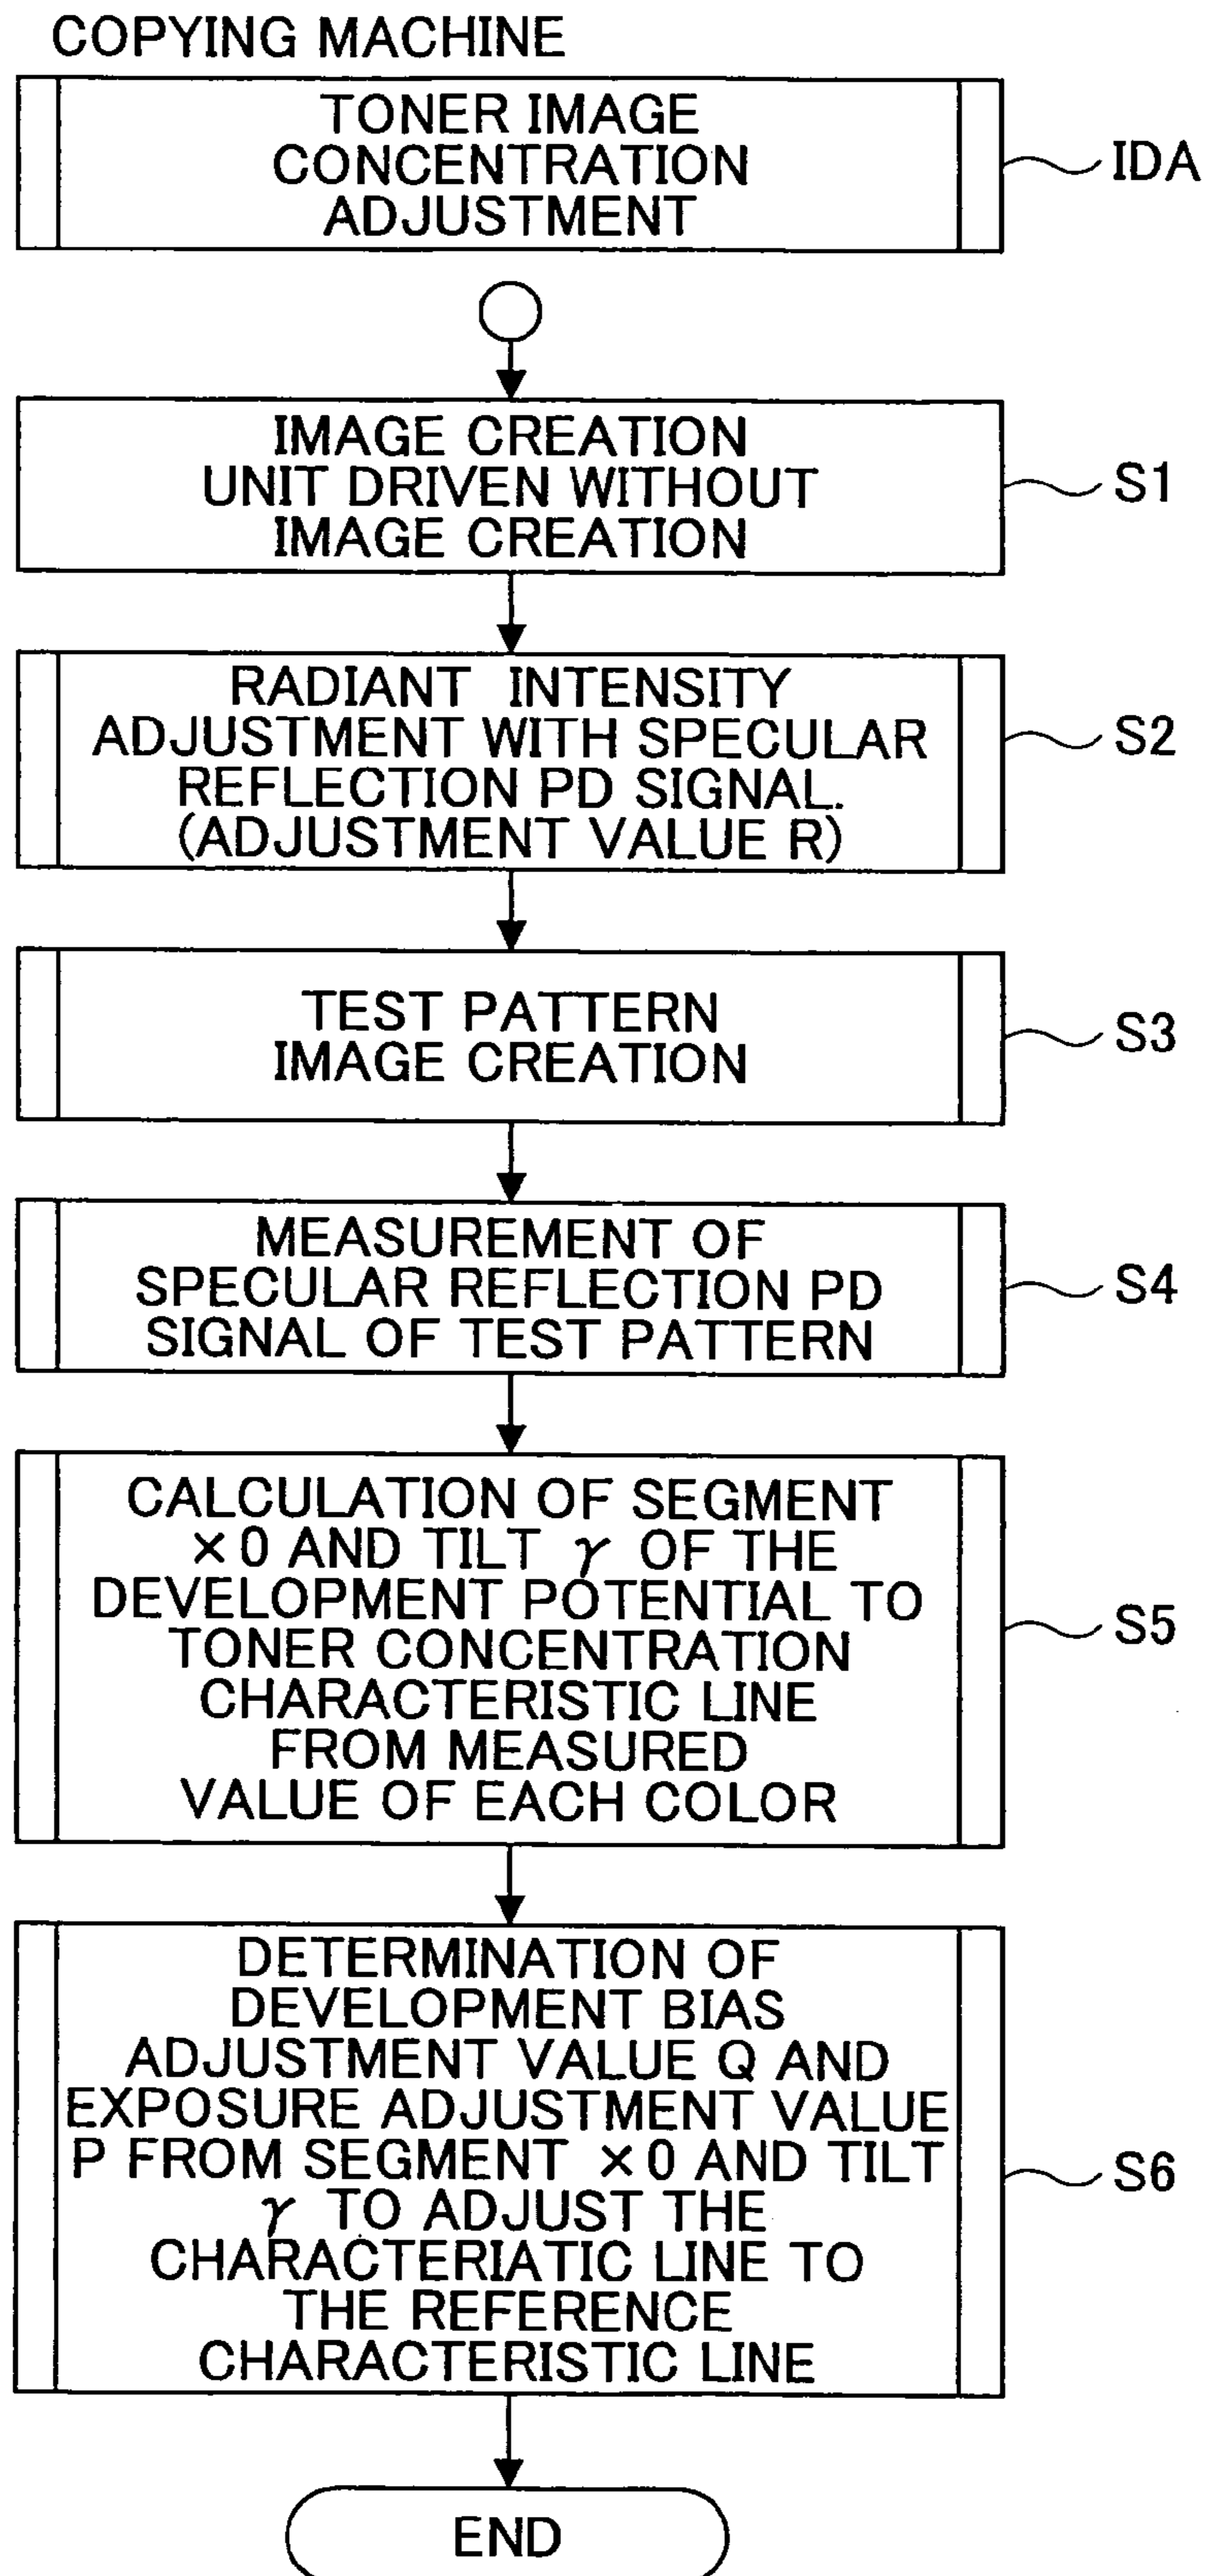 COPYING MACHINE
TONER IMAGE
CONCENTRATION
ADJUSTMENT
IDA
IMAGE CREATION
UNIT DRIVEN WITHOUT
IMAGE CREATION
S1
RADIANT INTENSITY
ADJUSTMENT WITH SPECULAR
REFLECTION PD SIGNAL.
(ADJUSTMENT VALUE R)
S2
TEST PATTERN
IMAGE CREATION
S3
MEASUREMENT OF
SPECULAR REFLECTION PD
SIGNAL OF TEST PATTERN
S4
CALCULATION OF SEGMENT
×0 AND TILT γ OF THE
DEVELOPMENT POTENTIAL TO
TONER CONCENTRATION
CHARACTERISTIC LINE
FROM MEASURED
VALUE OF EACH COLOR
S5
DETERMINATION OF
DEVELOPMENT BIAS
ADJUSTMENT VALUE Q AND
EXPOSURE ADJUSTMENT VALUE
P FROM SEGMENT ×0 AND TILT
γ TO ADJUST THE
CHARACTERIATIC LINE TO
THE REFERENCE
CHARACTERISTIC LINE
S6
END